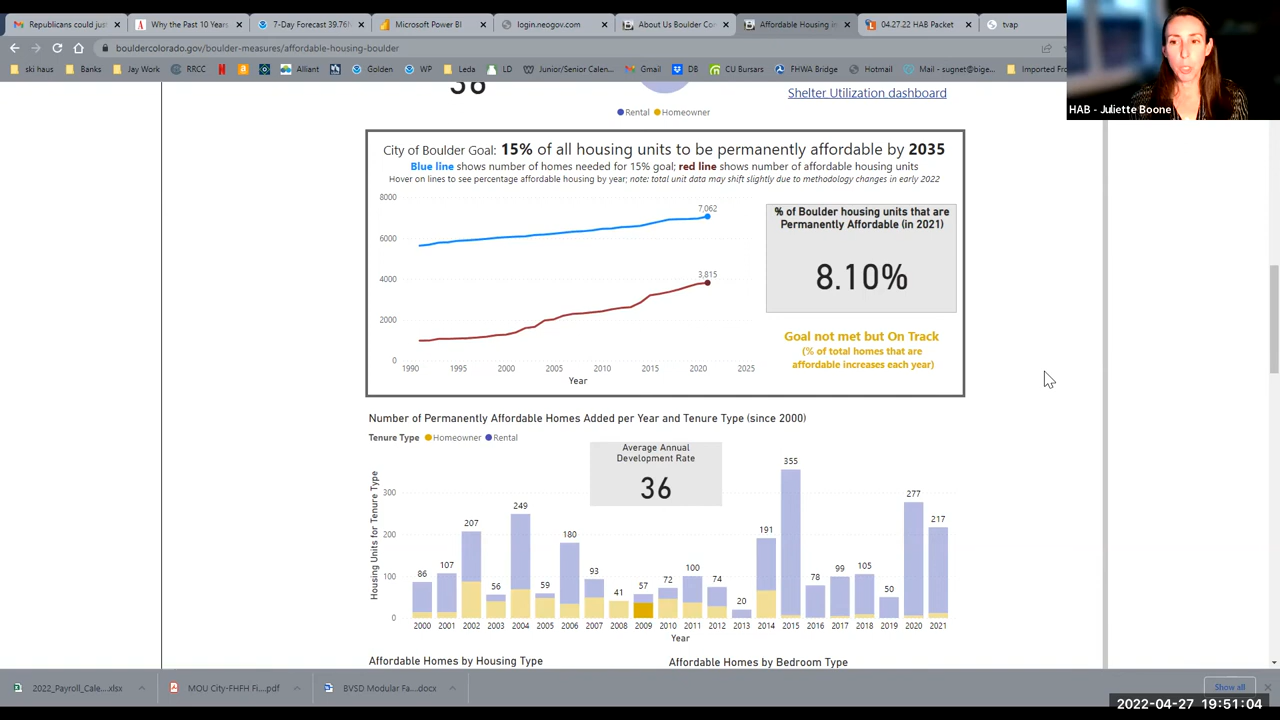 Republicans could jus
Why the Past 10 Years
7-Day Forecast 39.76N
Microsoft Power BI
login.neogov.com
About Us Boulder Co
Affordable Housing in
04.27.22 HAB Packet
tvap
bouldercolorado.gov/boulder-measures/affordable-housing-boulder
ski haus
Banks
Jay Work
RRCC
Alliant
Golden
WP
Leda
LD
Junior/Senior Calen...
Gmail
DB
CU Bursars
FHWA Bridge
Hotmail
Mail - sugnet@bige...
Imported Fro
HAB - Juliette Boone
36
Shelter Utilization dashboard
Rental Homeowner
City of Boulder Goal: 15% of all housing units to be permanently affordable by 2035
Blue line shows number of homes needed for 15% goal; red line shows number of affordable housing units
Hover on lines to see percentage affordable housing by year; note: total unit data may shift slightly due to methodology changes in early 2022
8000
6000
4000
2000
0
7,062
3,815
1990 1995 2000 2005 2010 2015 2020 2025
Year
% of Boulder housing units that are
Permanently Affordable (in 2021)
8.10%
Goal not met but On Track
(% of total homes that are
affordable increases each year)
Number of Permanently Affordable Homes Added per Year and Tenure Type (since 2000)
Tenure Type Homeowner Rental
Average Annual
Development Rate
36
Housing Units for Tenure Type
300
200
100
0
86 107 207 56 249 59 180 93 41 57 72 100 74 20 191 355 78 99 105 50 277 217
2000 2001 2002 2003 2004 2005 2006 2007 2008 2009 2010 2011 2012 2013 2014 2015 2016 2017 2018 2019 2020 2021
Year
Affordable Homes by Housing Type
Affordable Homes by Bedroom Type
2022_Payroll_Cale....xlsx
MOU City-FHFH Fi....pdf
BVSD Modular Fa....docx
Show all
2022-04-27 19:51:04